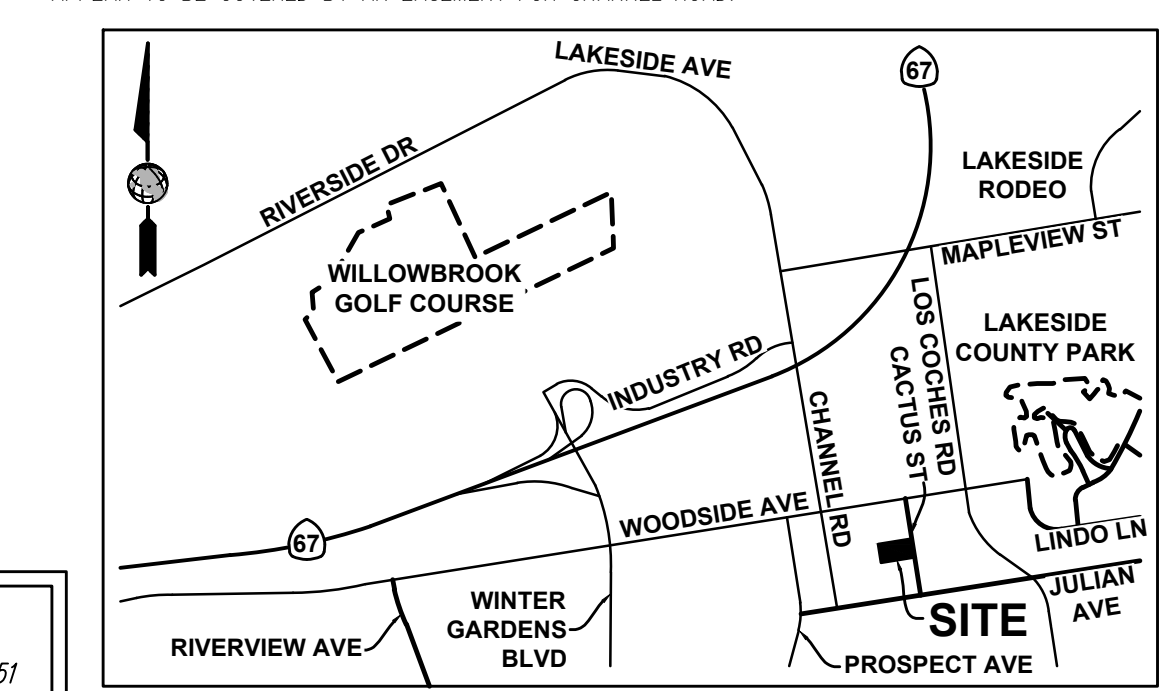 LAKESIDE AVE
67
RIVERSIDE DR
LAKESIDE
RODEO
MAPLEVIEW ST
WILLOWBROOK
GOLF COURSE
LOS COCHES RD
CACTUS ST
LAKESIDE
COUNTY PARK
INDUSTRY RD
CHANNEL RD
WOODSIDE AVE
67
LINDO LN
JULIAN
AVE
WINTER
GARDENS
BLVD
SITE
RIVERVIEW AVE
PROSPECT AVE
51